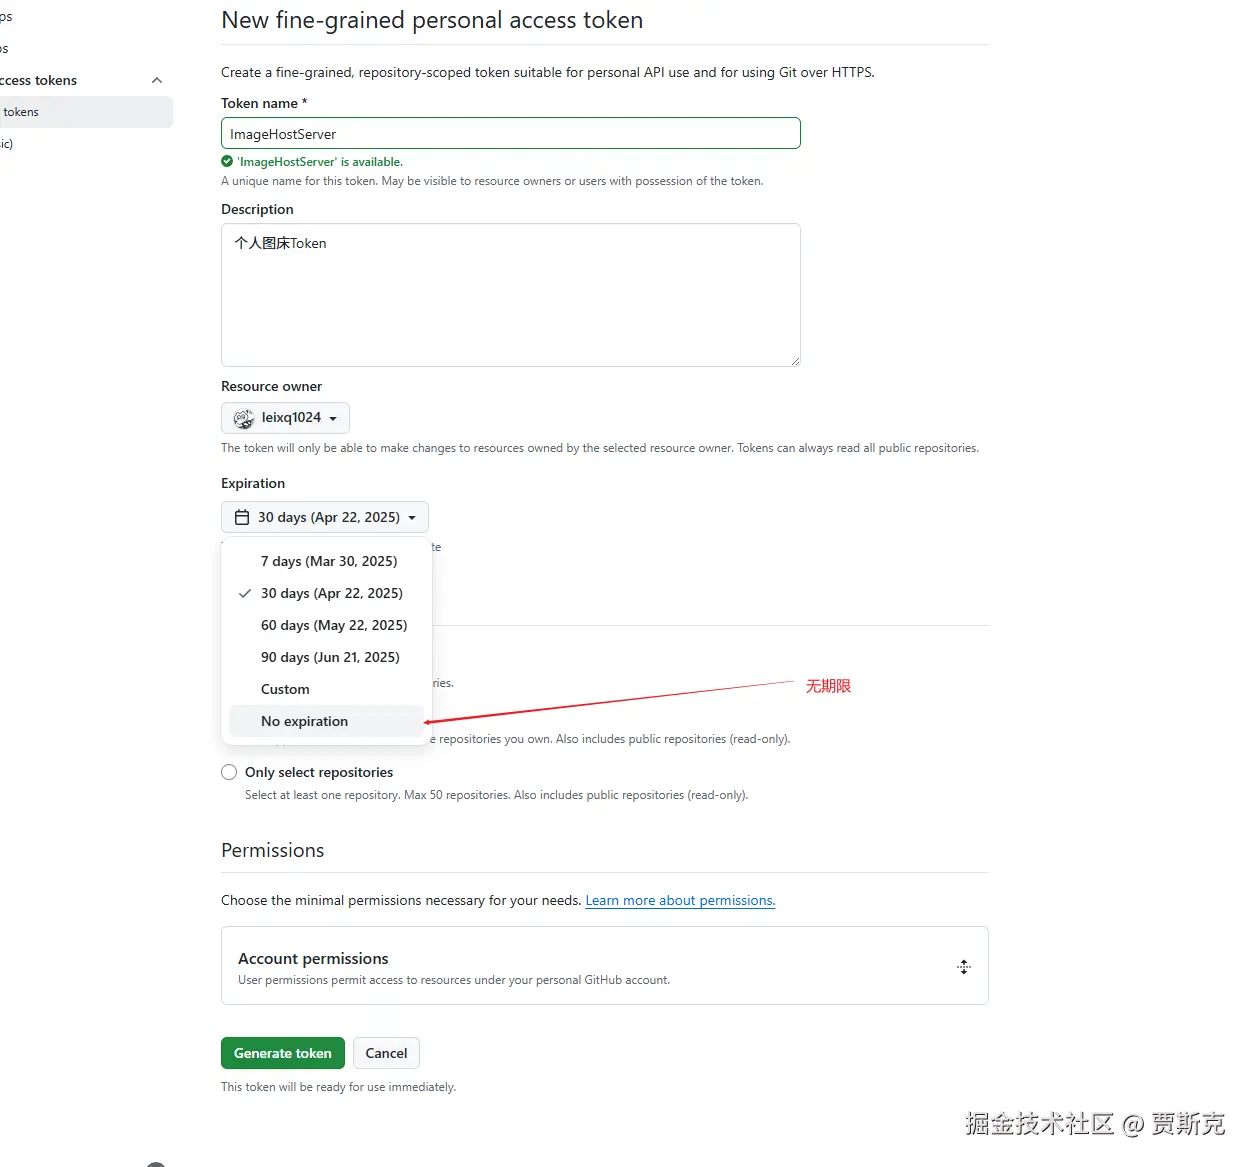 ps
New fine-grained personal access token
os
Create a fine-grained, repository-scoped token suitable for personal API use and for using Git over HTTPS.
ccess tokens
Token name *
tokens
ImageHostServer
ic)
'ImageHostServer' is available.
A unique name for this token. May be visible to resource owners or users with possession of the token.
Description
个人图床Token
Resource owner
leixq1024
The token will only be able to make changes to resources owned by the selected resource owner. Tokens can always read all public repositories.
Expiration
30 days (Apr 22, 2025)
te
7 days (Mar 30, 2025)
30 days (Apr 22, 2025)
60 days (May 22, 2025)
90 days (Jun 21, 2025)
ries.
Custom
无期限
No expiration
e repositories you own. Also includes public repositories (read-only).
Only select repositories
Select at least one repository. Max 50 repositories. Also includes public repositories (read-only).
Permissions
Choose the minimal permissions necessary for your needs. Learn more about permissions.
Account permissions
User permissions permit access to resources under your personal GitHub account.
Generate token
Cancel
This token will be ready for use immediately.
掘金技术社区 @ 贾斯克